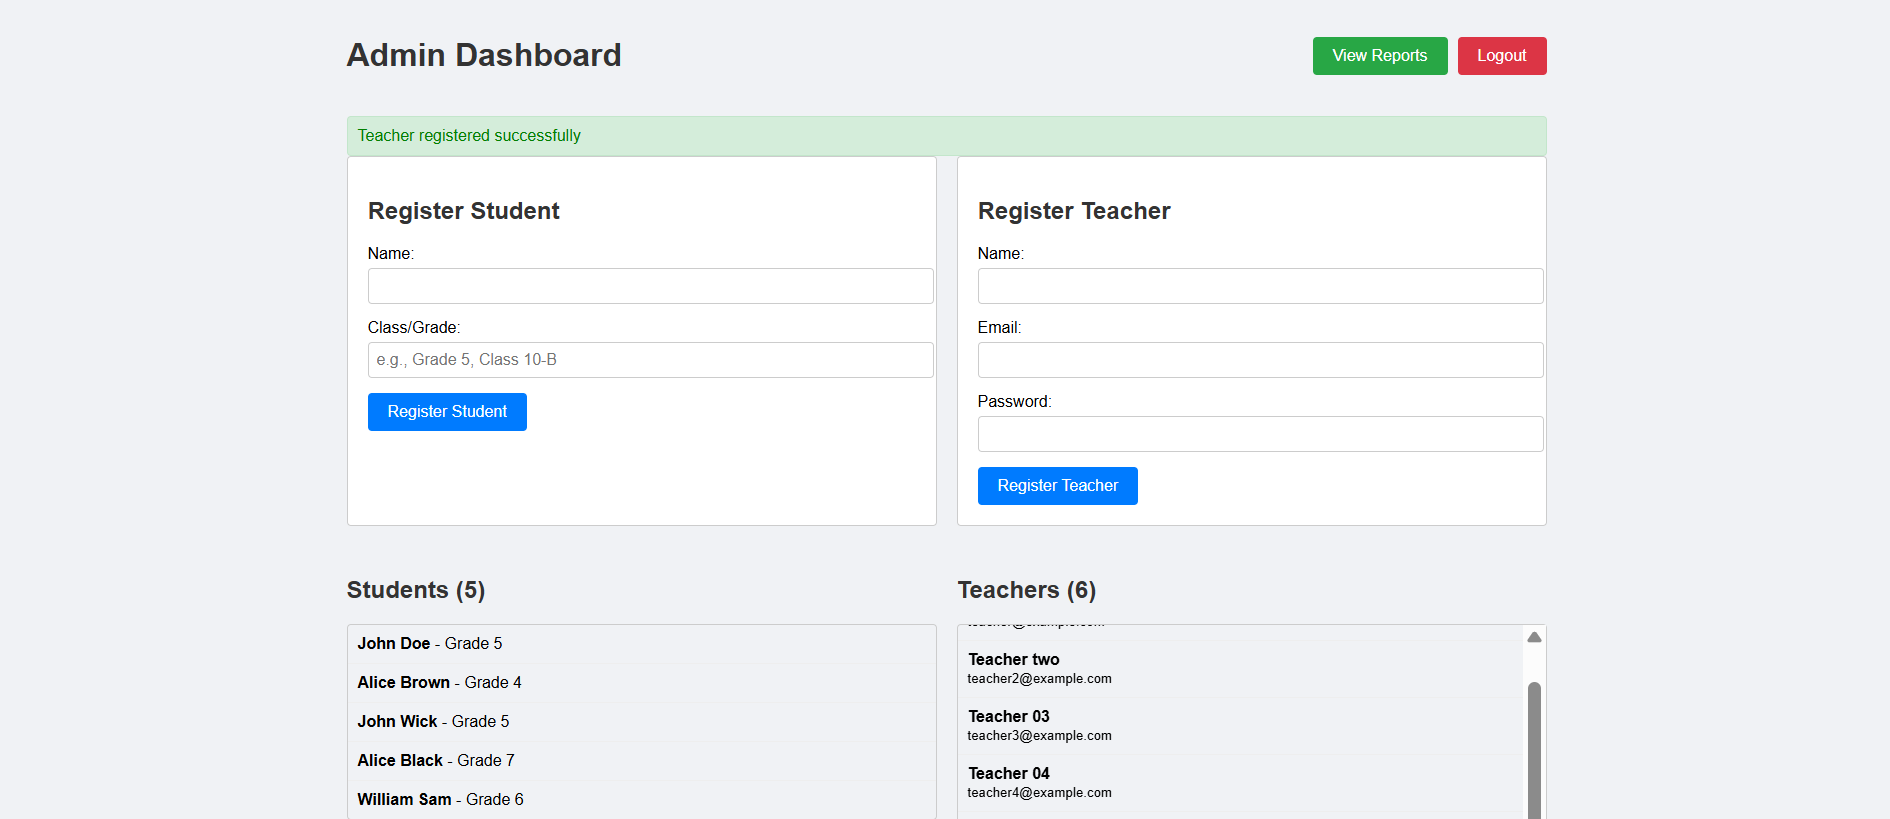 Admin Dashboard
View Reports
Logout
Teacher registered successfully
Register Student
Name:
Class/Grade:
e.g., Grade 5, Class 10-B
Register Student
Register Teacher
Name:
Email:
Password:
Register Teacher
Students (5)
John Doe - Grade 5
Alice Brown - Grade 4
John Wick - Grade 5
Alice Black - Grade 7
William Sam - Grade 6
Teachers (6)
Teacher two
teacher2@example.com
Teacher 03
teacher3@example.com
Teacher 04
teacher4@example.com